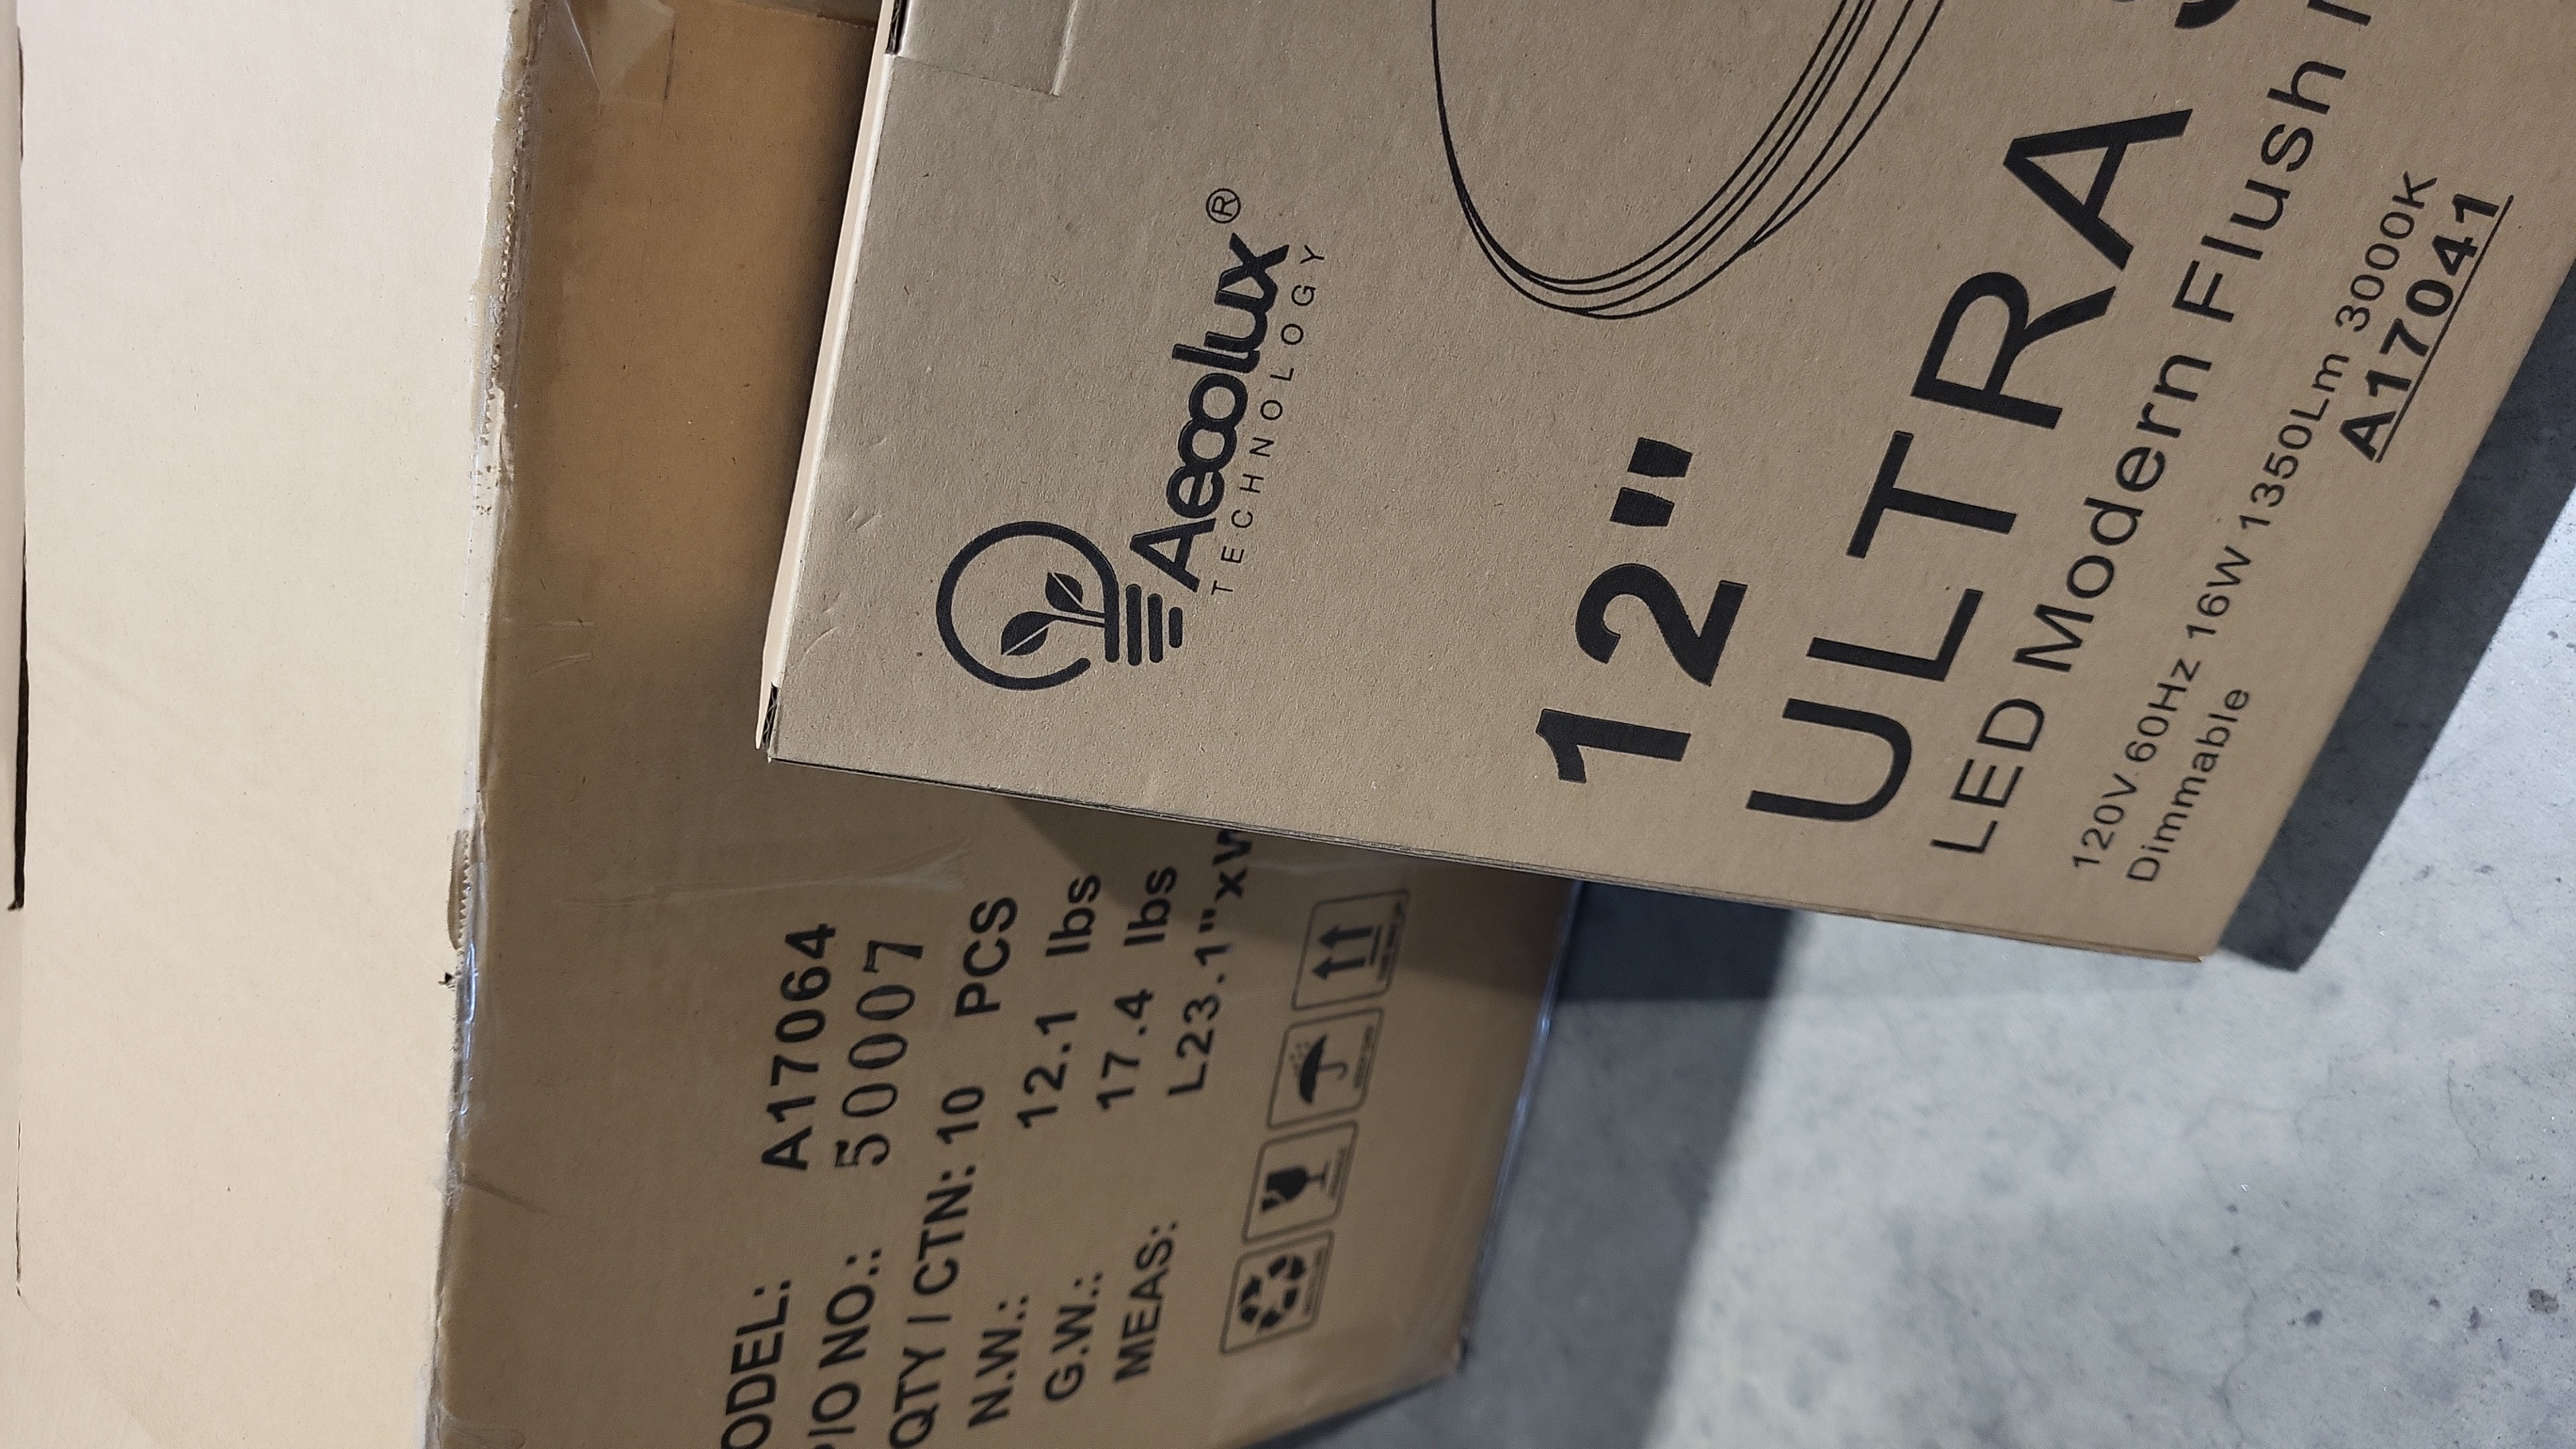 Aecolux®
TECHNOLOGY
12"
ULTRA
LED Modern Flush
120V 60Hz 16W 1350Lm 3000K
Dimmable
A17041
ODEL: A17064
P/O NO.: 50007
QTY / CTN: 10 PCS
N.W.: 12.1 lbs
G.W.: 17.4 lbs
MEAS: L23.1"x